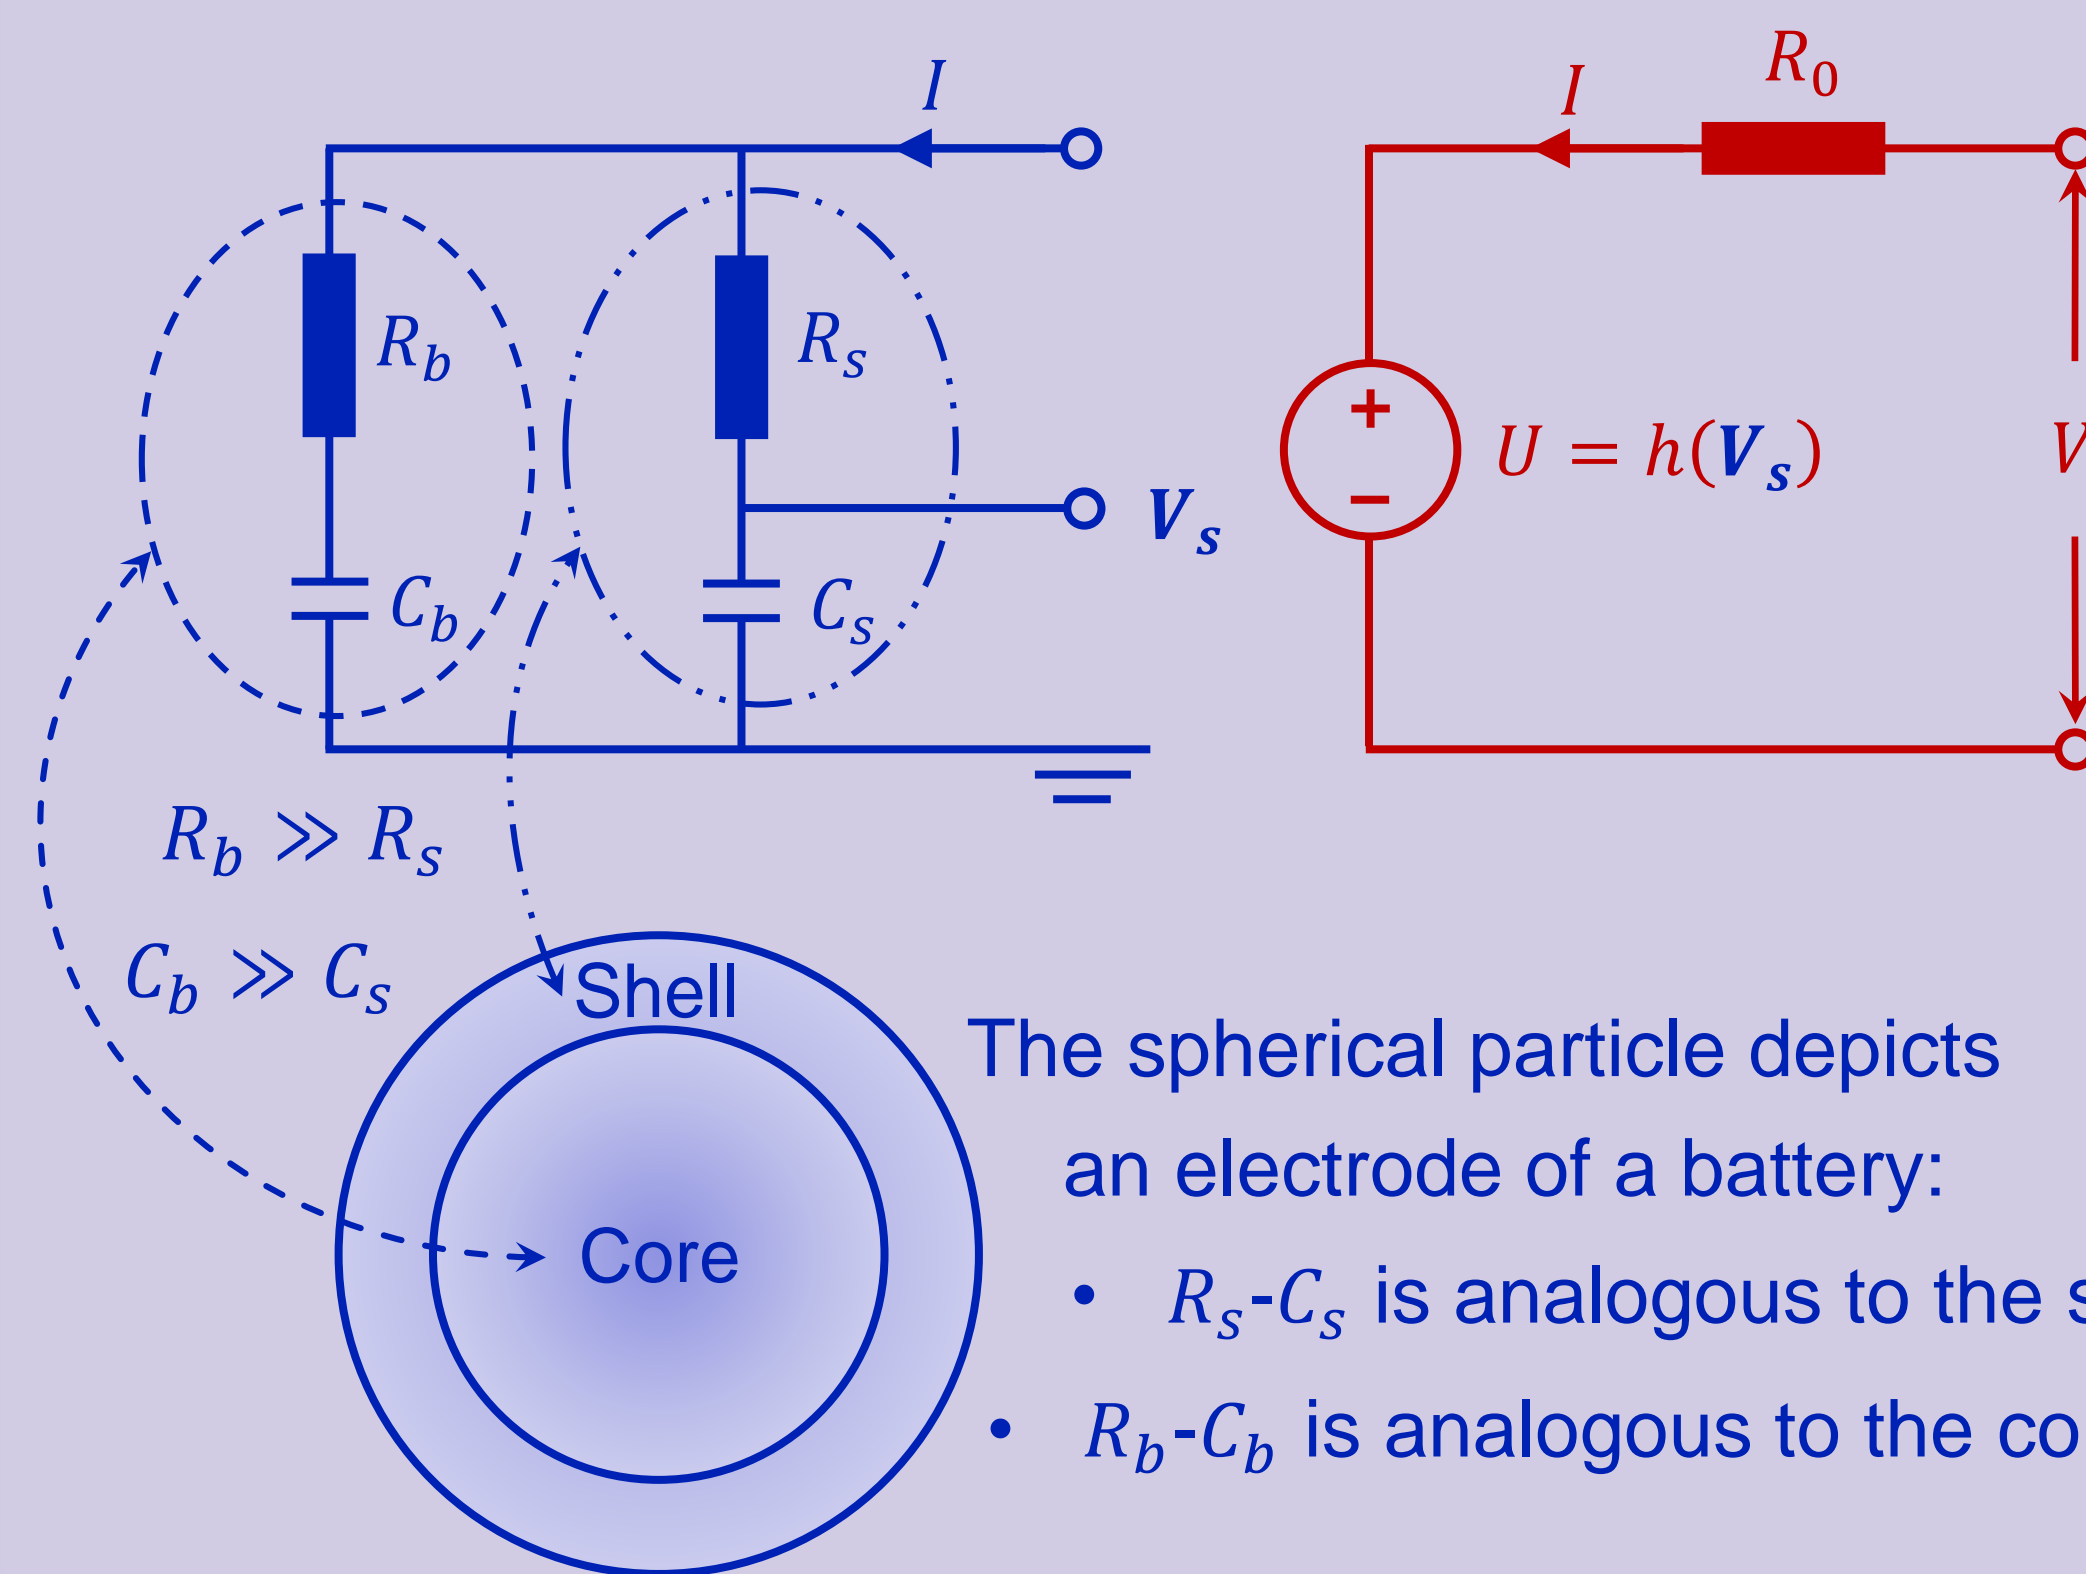 I
R₀
I
R_b
R_s
+
U = h(V_s)
V
V_s
−
C_b
C_s
R_b ≫ R_s
C_b ≫ C_s
Shell
Core
The spherical particle depicts
an electrode of a battery:
• R_s-C_s is analogous to the
• R_b-C_b is analogous to the